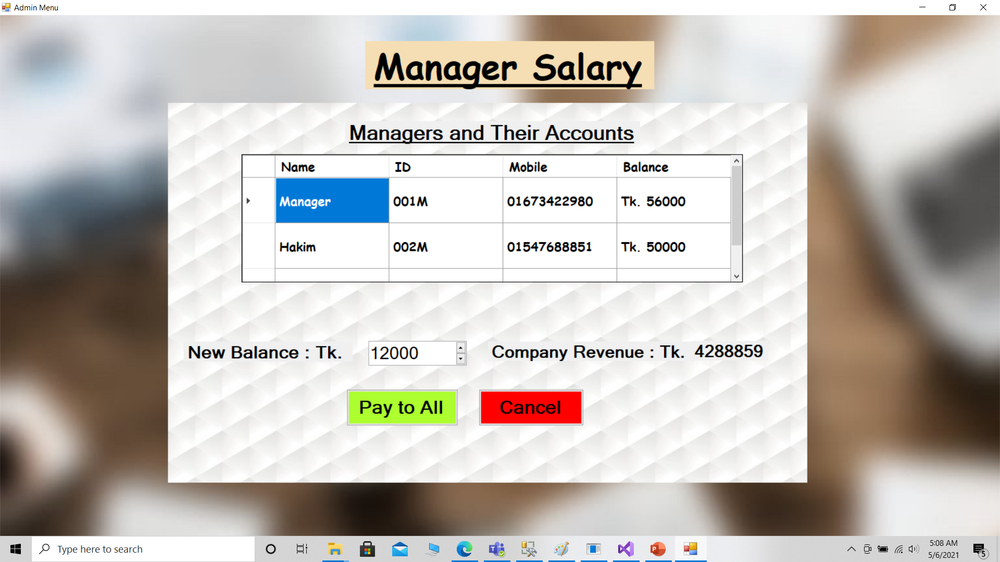 Admin Menu
Manager Salary
Managers and Their Accounts
Name ID Mobile Balance
Manager 001M 01673422980 Tk. 56000
Hakim 002M 01547688851 Tk. 50000
New Balance : Tk. 12000 Company Revenue : Tk. 4288859
Pay to All Cancel
Type here to search
5:08 AM
5/6/2021
5